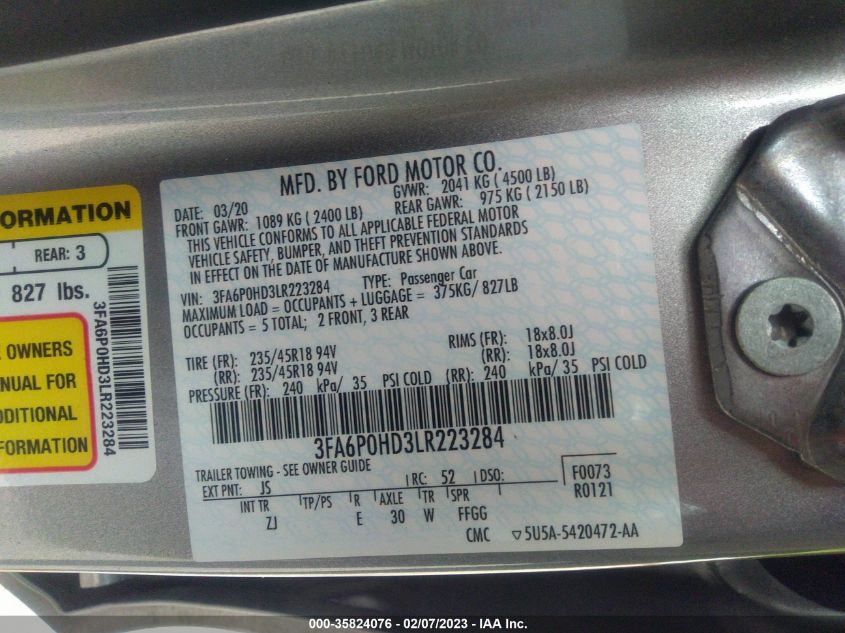 MFD. BY FORD MOTOR CO.
DATE: 03/20 GVWR: 2041 KG ( 4500 LB)
FRONT GAWR: 1089 KG ( 2400 LB) REAR GAWR: 975 KG ( 2150 LB)
THIS VEHICLE CONFORMS TO ALL APPLICABLE FEDERAL MOTOR
VEHICLE SAFETY, BUMPER, AND THEFT PREVENTION STANDARDS
IN EFFECT ON THE DATE OF MANUFACTURE SHOWN ABOVE.
VIN: 3FA6P0HD3LR223284 TYPE: Passenger Car
MAXIMUM LOAD = OCCUPANTS + LUGGAGE = 375KG/ 827LB
OCCUPANTS = 5 TOTAL; 2 FRONT, 3 REAR
TIRE (FR): 235/45R18 94V RIMS (FR): 18x8.0J
(RR): 235/45R18 94V (RR): 18x8.0J
PRESSURE (FR): 240 kPa/ 35 PSI COLD (RR): 240 kPa/ 35 PSI COLD
3FA6P0HD3LR223284
TRAILER TOWING - SEE OWNER GUIDE
EXT PNT: JS RC: 52 DSO: F0073
INT TR TP/PS R AXLE TR SPR R0121
ZJ E 30 W FFGG
CMC ▽5U5A-5420472-AA
ORMATION
REAR: 3
827 lbs.
3FA6P0HD3LR223284
OWNERS
NUAL FOR
DDITIONAL
FORMATION
000-35824076 - 02/07/2023 - IAA Inc.